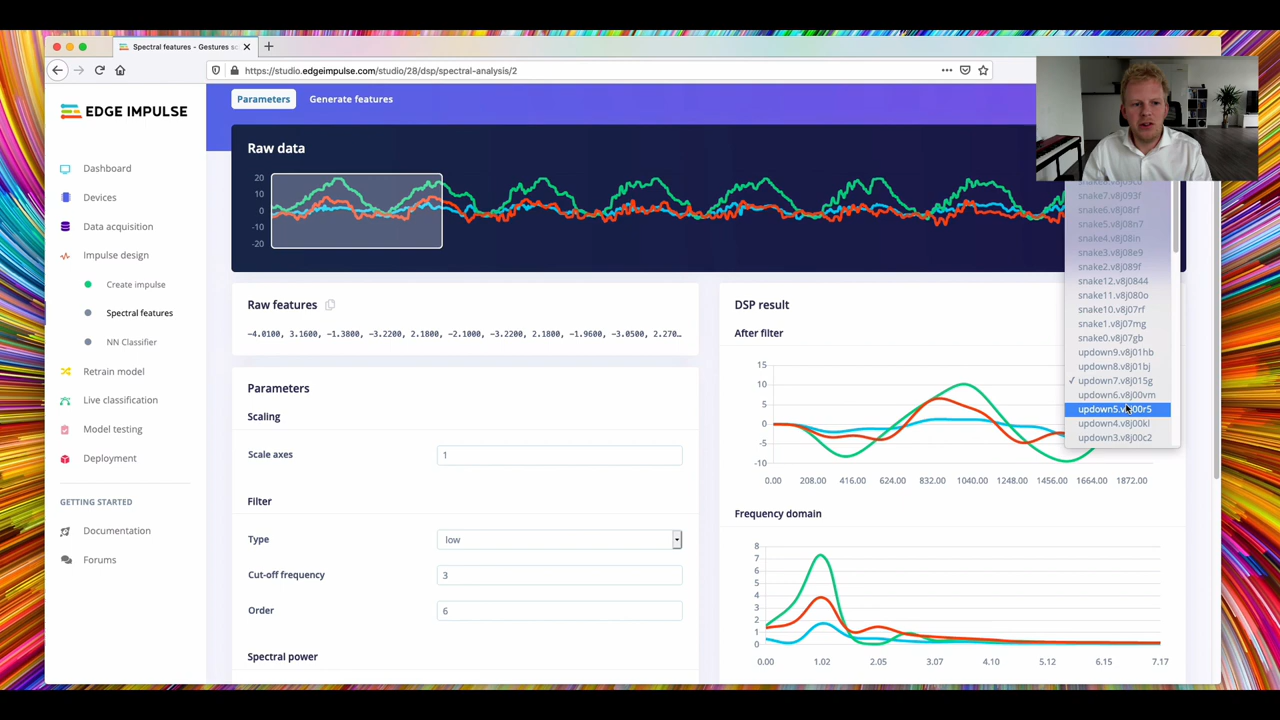 Spectral features - Gestures sc
https://studio.edgeimpulse.com/studio/28/dsp/spectral-analysis/2
EDGE IMPULSE
Parameters
Generate features
Dashboard
Devices
Data acquisition
Impulse design
Create impulse
Spectral features
NN Classifier
Retrain model
Live classification
Model testing
Deployment
GETTING STARTED
Documentation
Forums
Raw data
20
10
0
-10
-20
Raw features
-4.0100, 3.1600, -1.3800, -3.2200, 2.1800, -2.1000, -3.2200, 2.1800, -1.9600, -3.0500, 2.270…
Parameters
Scaling
Scale axes
1
Filter
Type
low
Cut-off frequency
3
Order
6
Spectral power
DSP result
After filter
15
10
5
0
-5
-10
0.00 208.00 416.00 624.00 832.00 1040.00 1248.00 1456.00 1664.00 1872.00
Frequency domain
8
7
6
5
4
3
2
1
0
0.00 1.02 2.05 3.07 4.10 5.12 6.15 7.17
snake7.v8j093f
snake6.v8j08rf
snake5.v8j08n7
snake4.v8j08in
snake3.v8j08e9
snake2.v8j089f
snake12.v8j0844
snake11.v8j080o
snake10.v8j07rf
snake1.v8j07mg
snake0.v8j07gb
updown9.v8j01hb
updown8.v8j01bj
✓ updown7.v8j015g
updown6.v8j00vm
updown5.v8j00r5
updown4.v8j00kl
updown3.v8j00c2